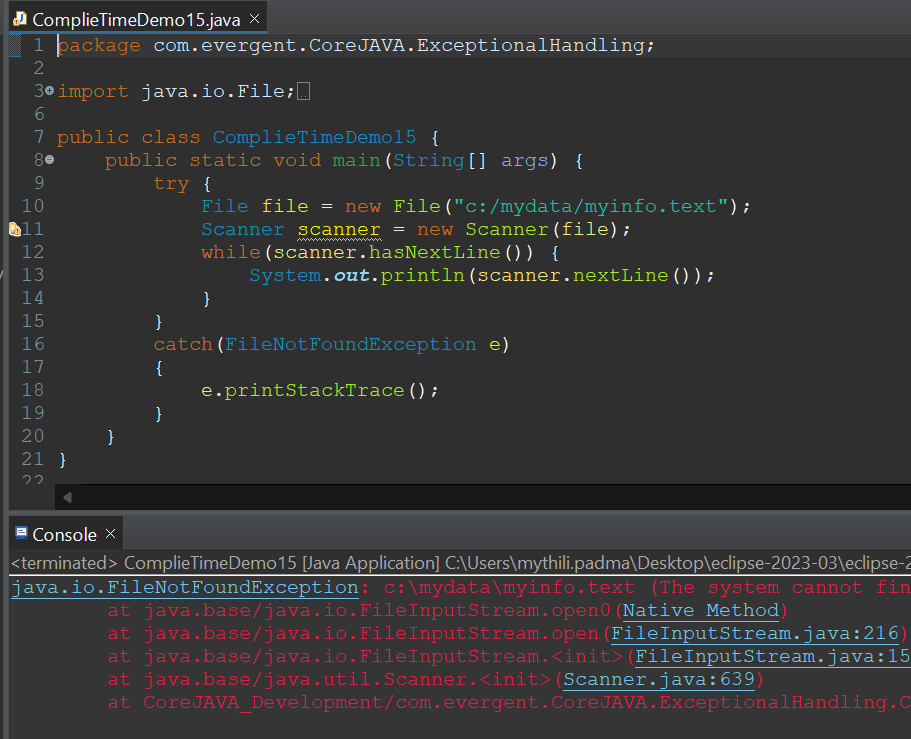 ComplieTimeDemo15.java
1 package com.evergent.CoreJAVA.ExceptionalHandling;
2
3 import java.io.File;
6
7 public class ComplieTimeDemo15 {
8 public static void main(String[] args) {
9 try {
10 File file = new File("c:/mydata/myinfo.text");
11 Scanner scanner = new Scanner(file);
12 while(scanner.hasNextLine()) {
13 System.out.println(scanner.nextLine());
14 }
15 }
16 catch(FileNotFoundException e)
17 {
18 e.printStackTrace();
19 }
20 }
21 }
22
Console
<terminated> ComplieTimeDemo15 [Java Application] C:\Users\mythili.padma\Desktop\eclipse-2023-03\eclipse-2
java.io.FileNotFoundException: c:\mydata\myinfo.text (The system cannot fin
at java.base/java.io.FileInputStream.open0(Native Method)
at java.base/java.io.FileInputStream.open(FileInputStream.java:216)
at java.base/java.io.FileInputStream.<init>(FileInputStream.java:15
at java.base/java.util.Scanner.<init>(Scanner.java:639)
at CoreJAVA_Development/com.evergent.CoreJAVA.ExceptionalHandling.C